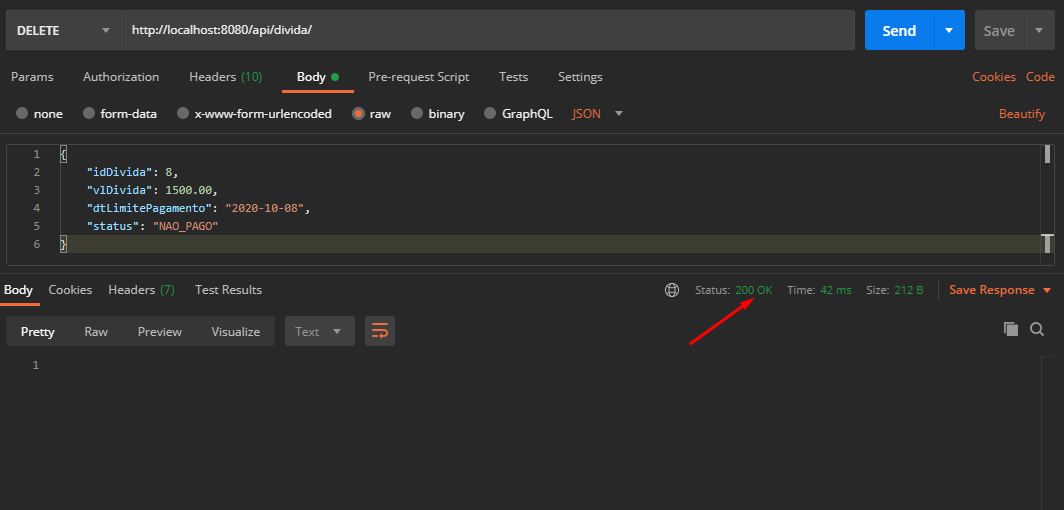 DELETE http://localhost:8080/api/divida/ Send Save
Params Authorization Headers (10) Body Pre-request Script Tests Settings Cookies Code
none form-data x-www-form-urlencoded raw binary GraphQL JSON Beautify
1 {
2 "idDivida": 8,
3 "vlDivida": 1500.00,
4 "dtLimitePagamento": "2020-10-08",
5 "status": "NAO_PAGO"
6 }
Body Cookies Headers (7) Test Results Status: 200 OK Time: 42 ms Size: 212 B Save Response
Pretty Raw Preview Visualize Text
1